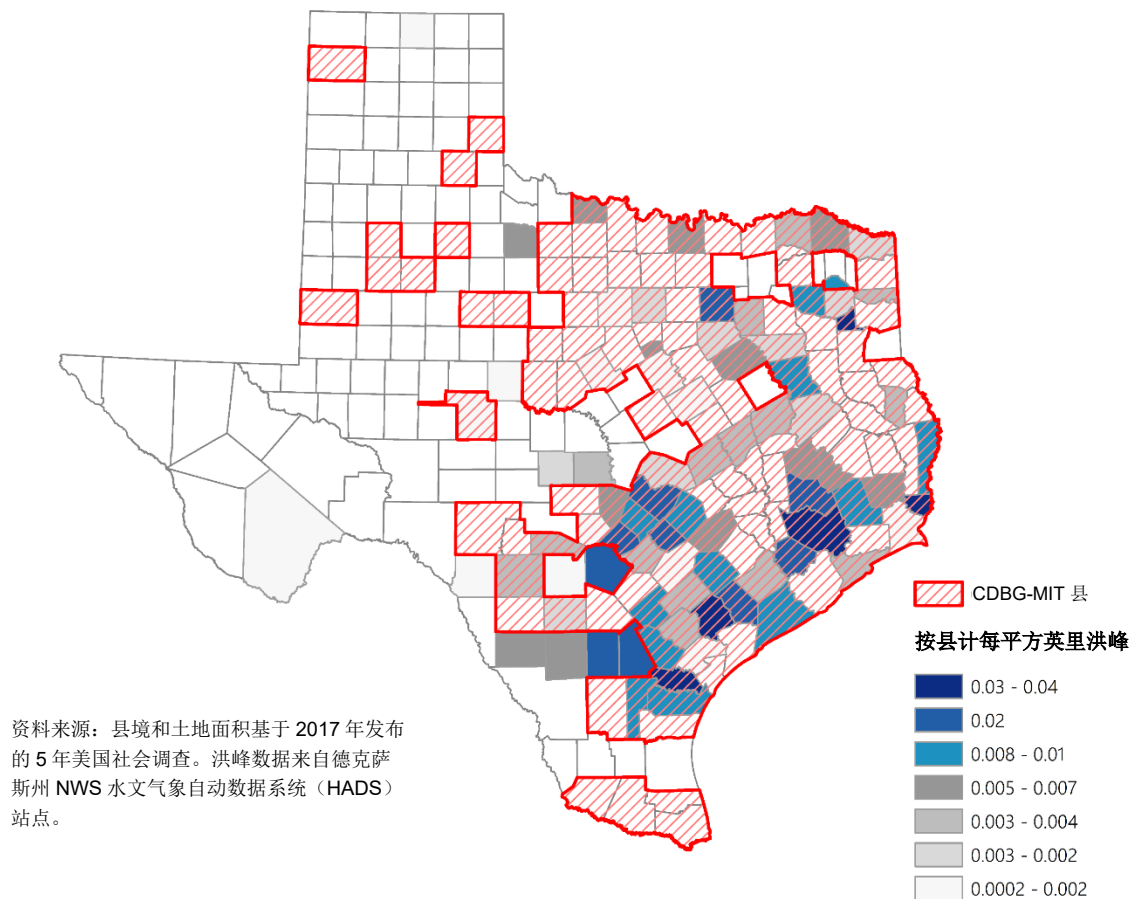 CDBG-MIT 县
按县计每平方英里洪峰
0.03 - 0.04
0.02
0.008 - 0.01
0.005 - 0.007
0.003 - 0.004
0.003 - 0.002
0.0002 - 0.002
资料来源：县境和土地面积基于 2017 年发布
的 5 年美国社会调查。洪峰数据来自德克萨
斯州 NWS 水文气象自动数据系统（HADS）
站点。